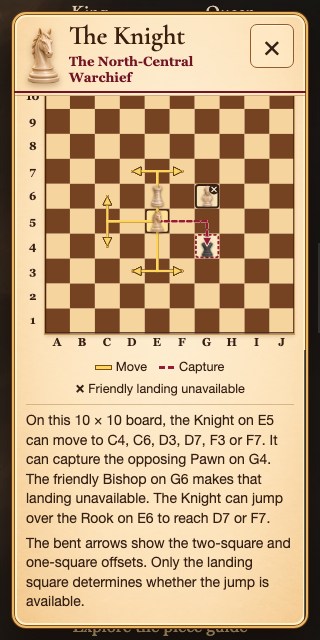 King Queen
The Knight
The North-Central
Warchief
×
10
9
8
7
6
5
4
3
2
1
A B C D E F G H I J
Move Capture
× Friendly landing unavailable
On this 10 × 10 board, the Knight on E5
can move to C4, C6, D3, D7, F3 or F7. It
can capture the opposing Pawn on G4.
The friendly Bishop on G6 makes that
landing unavailable. The Knight can jump
over the Rook on E6 to reach D7 or F7.
The bent arrows show the two-square and
one-square offsets. Only the landing
square determines whether the jump is
available.
Explore the piece guide